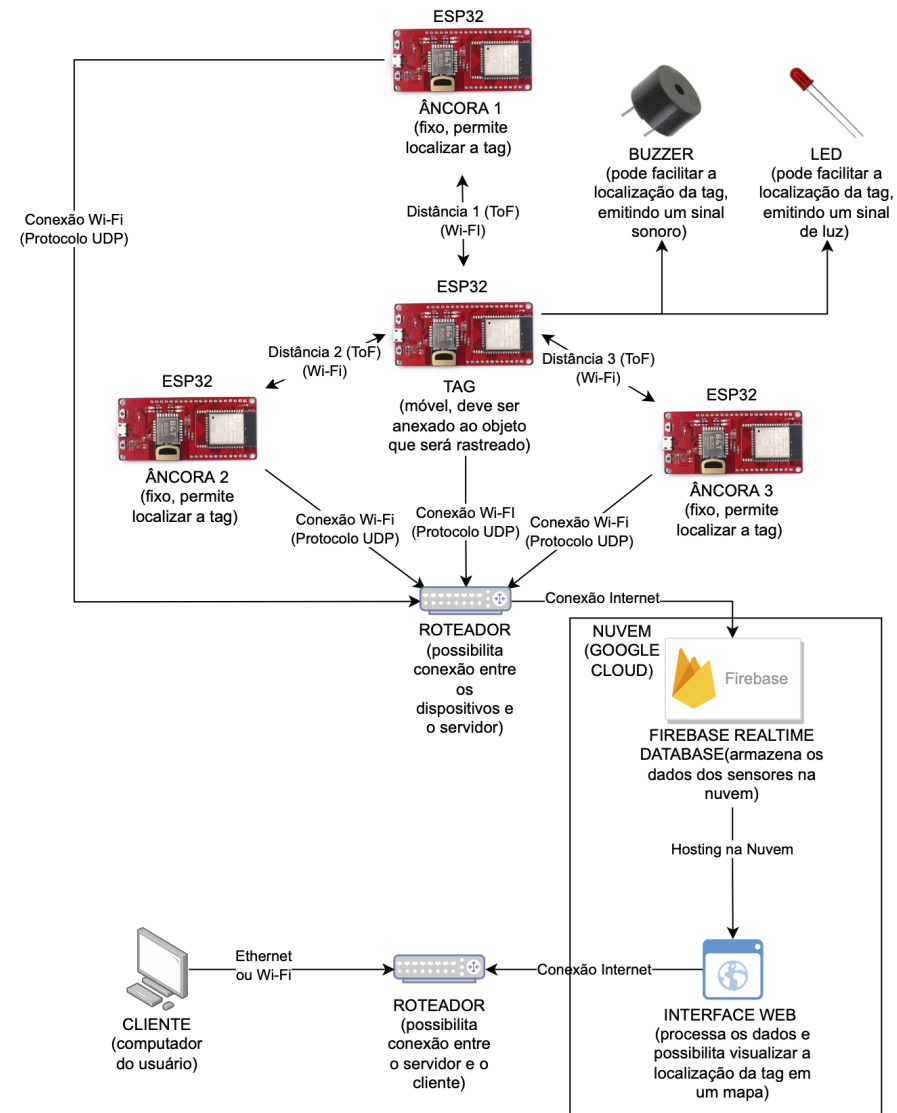 ESP32
ÂNCORA 1
(fixo, permite
localizar a tag)
BUZZER
(pode facilitar a
localização da tag,
emitindo um sinal
sonoro)
LED
(pode facilitar a
localização da tag,
emitindo um sinal
de luz)
Conexão Wi-Fi
(Protocolo UDP)
Distância 1 (ToF)
(Wi-FI)
ESP32
TAG
(móvel, deve ser
anexado ao objeto
que será rastreado)
Distância 2 (ToF)
(Wi-Fi)
Distância 3 (ToF)
(Wi-Fi)
ESP32
ÂNCORA 2
(fixo, permite
localizar a tag)
ESP32
ÂNCORA 3
(fixo, permite
localizar a tag)
Conexão Wi-Fi
(Protocolo UDP)
Conexão Wi-FI
(Protocolo UDP)
Conexão Wi-Fi
(Protocolo UDP)
ROTEADOR
(possibilita
conexão entre
os
dispositivos e
o servidor)
Conexão Internet
NUVEM
(GOOGLE
CLOUD)
Firebase
FIREBASE REALTIME
DATABASE(armazena os
dados dos sensores na
nuvem)
Hosting na Nuvem
INTERFACE WEB
(processa os dados e
possibilita visualizar a
localização da tag em
um mapa)
Conexão Internet
ROTEADOR
(possibilita
conexão entre
o servidor e o
cliente)
Ethernet
ou Wi-Fi
CLIENTE
(computador
do usuário)